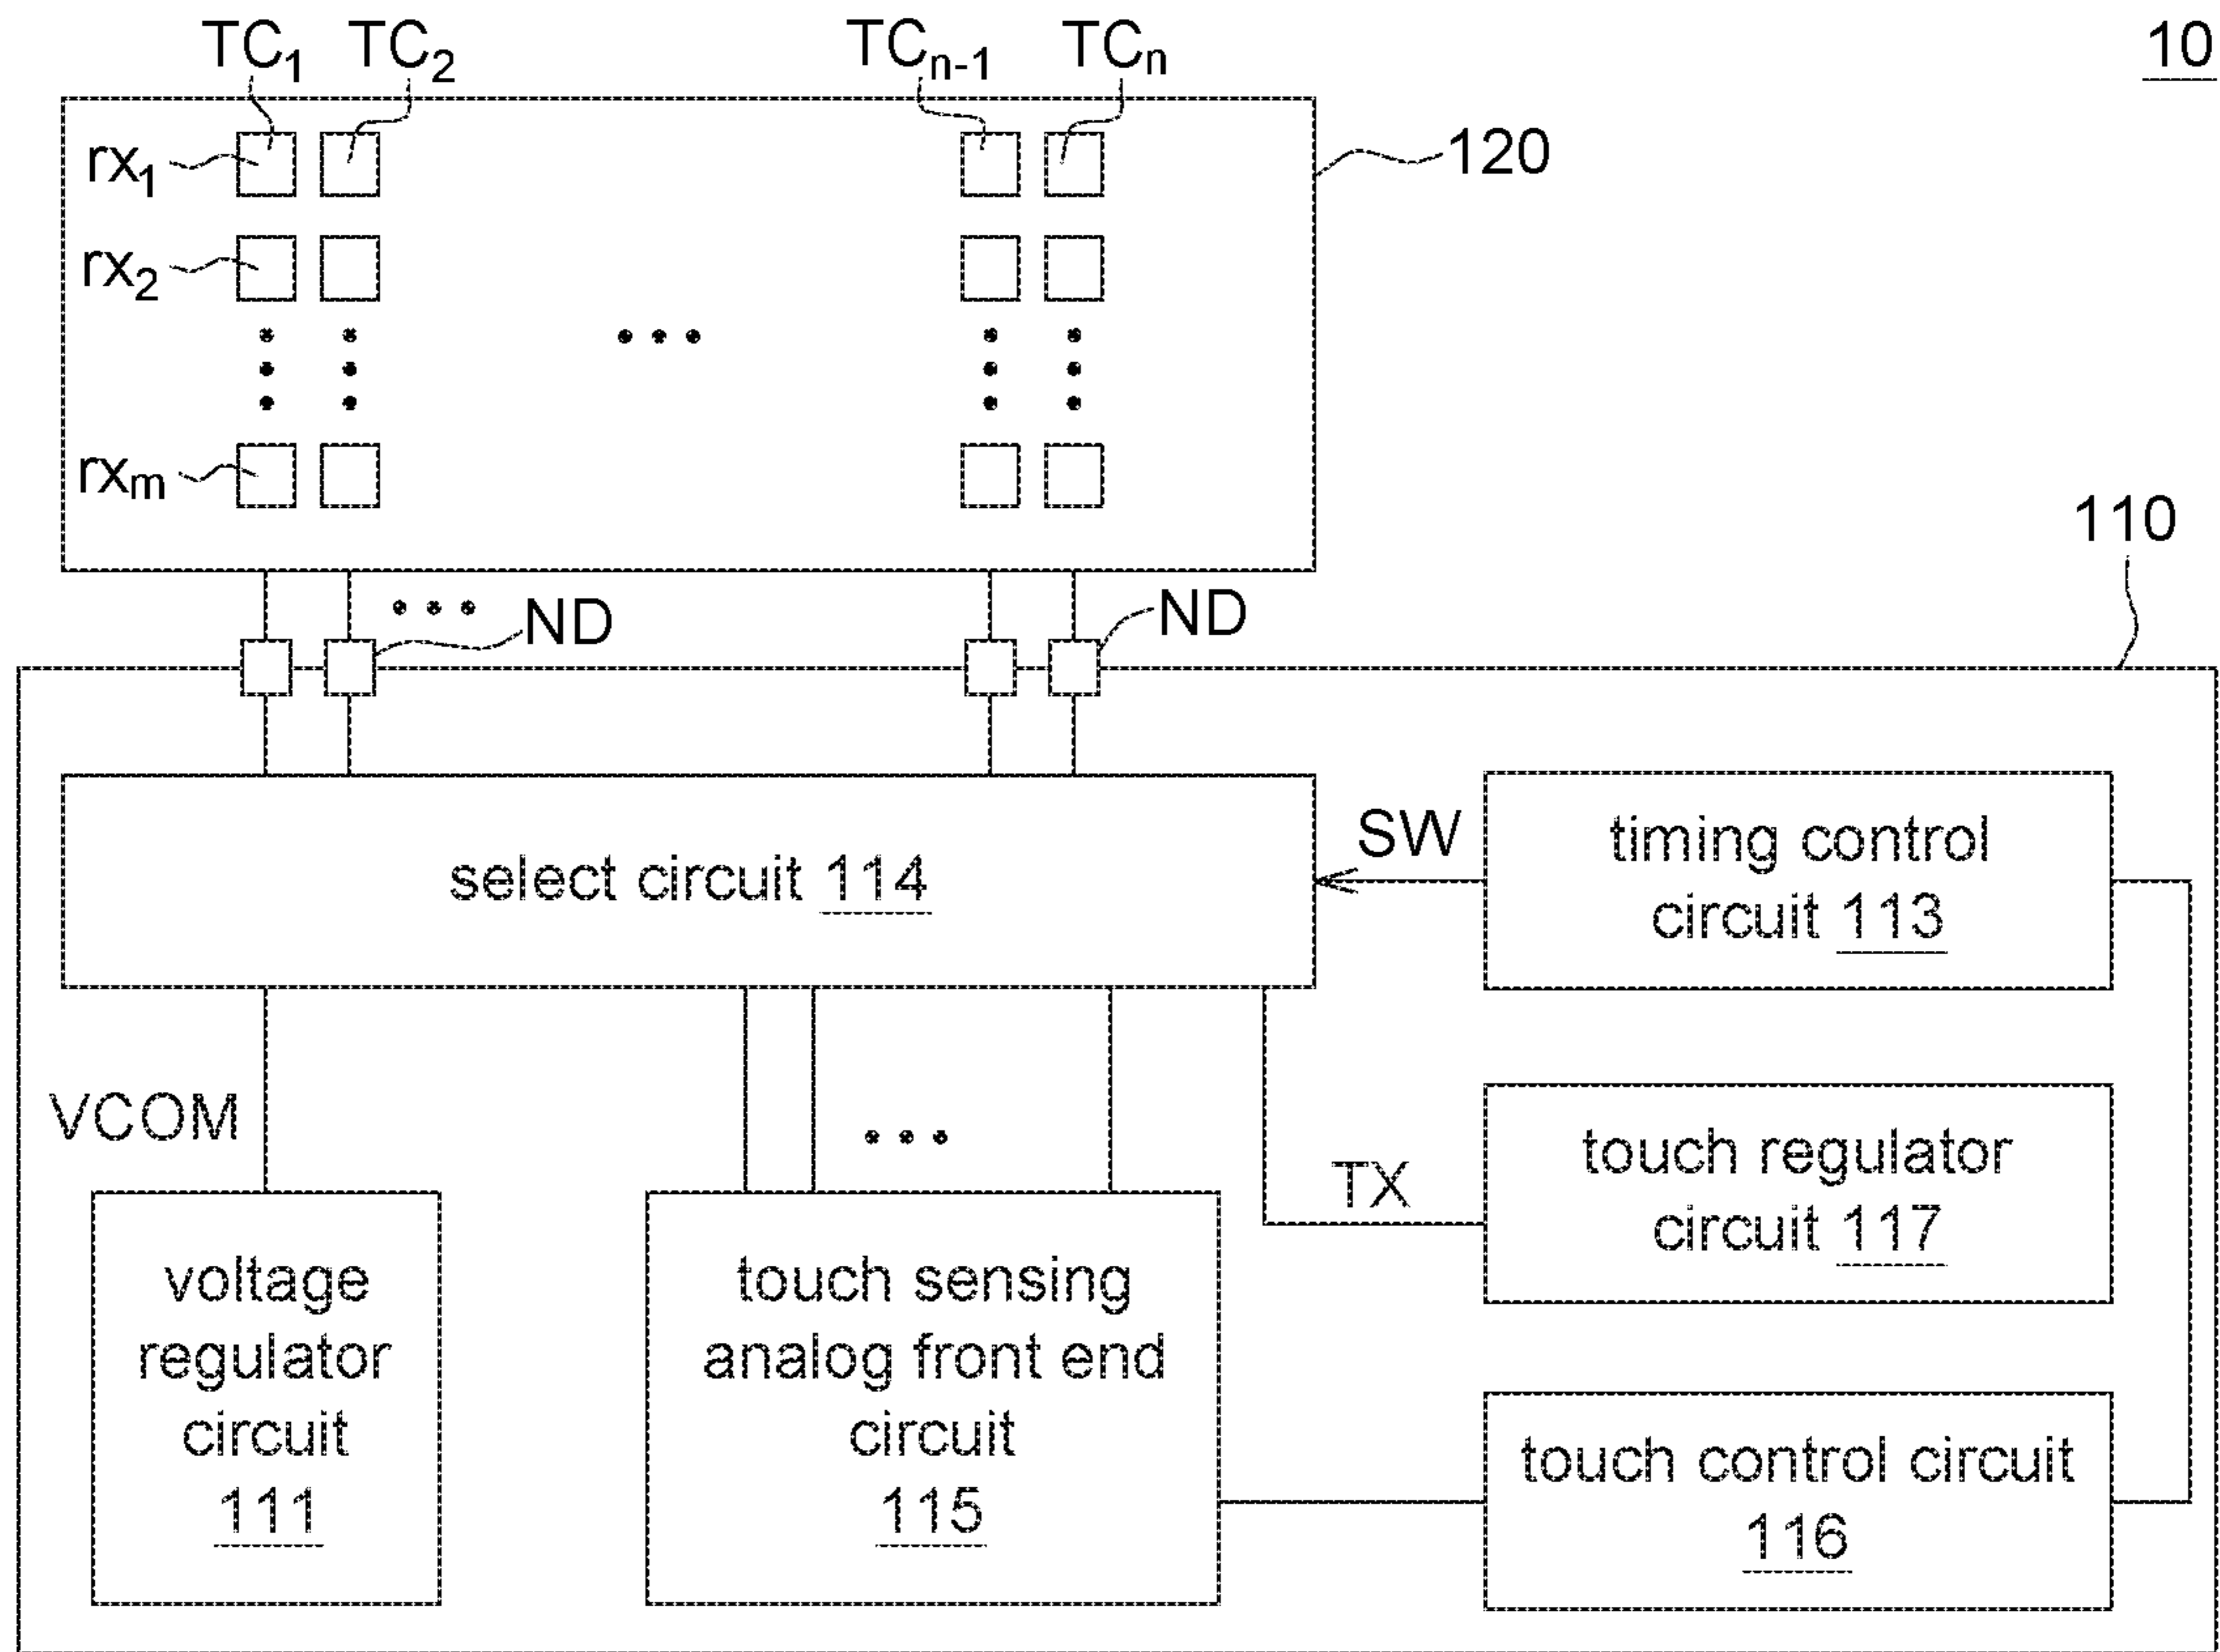 TC1 TC2 TCn-1 TCn 10
rx1 120
rx2
rxm
110
ND ND
SW timing control
circuit 113
select circuit 114
VCOM
TX touch regulator
circuit 117
voltage
regulator
circuit
111
touch sensing
analog front end
circuit
115
touch control circuit
116